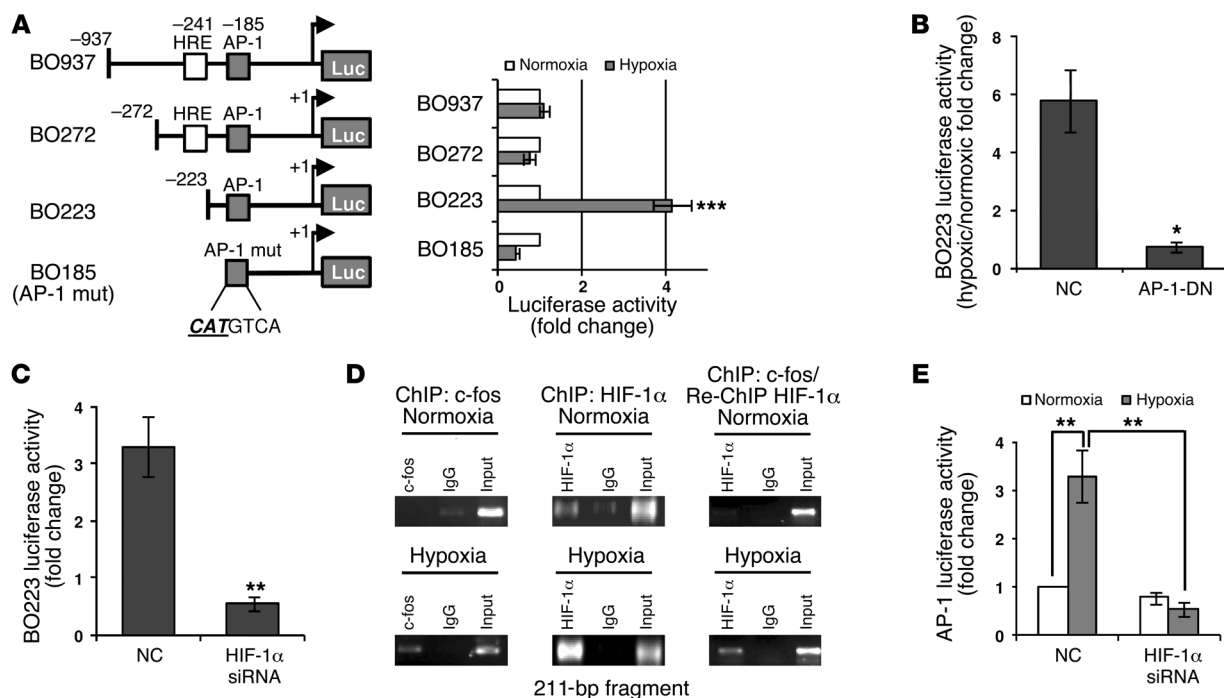 A
–241 –185
–937 HRE AP-1
BO937 Luc
+1
–272 HRE AP-1
BO272 Luc
+1
–223 AP-1
BO223 Luc
+1
AP-1 mut
BO185 Luc
(AP-1 mut)
CATGTCA
Normoxia Hypoxia
BO937
BO272
BO223 ***
BO185
2 4
Luciferase activity
(fold change)
B
BO223 luciferase activity
(hypoxic/normoxic fold change)
8
6
4
2
0
*
NC AP-1-DN
C
BO223 luciferase activity
(fold change)
4
3
2
1
0
**
NC HIF-1α
siRNA
D
ChIP: c-fos
Normoxia
c-fos IgG Input
Hypoxia
c-fos IgG Input
ChIP: HIF-1α
Normoxia
HIF-1α IgG Input
Hypoxia
HIF-1α IgG Input
ChIP: c-fos/
Re-ChIP HIF-1α
Normoxia
HIF-1α IgG Input
Hypoxia
HIF-1α IgG Input
211-bp fragment
E
Normoxia Hypoxia
AP-1 luciferase activity
(fold change)
4
3
2
1
0
** **
NC HIF-1α
siRNA